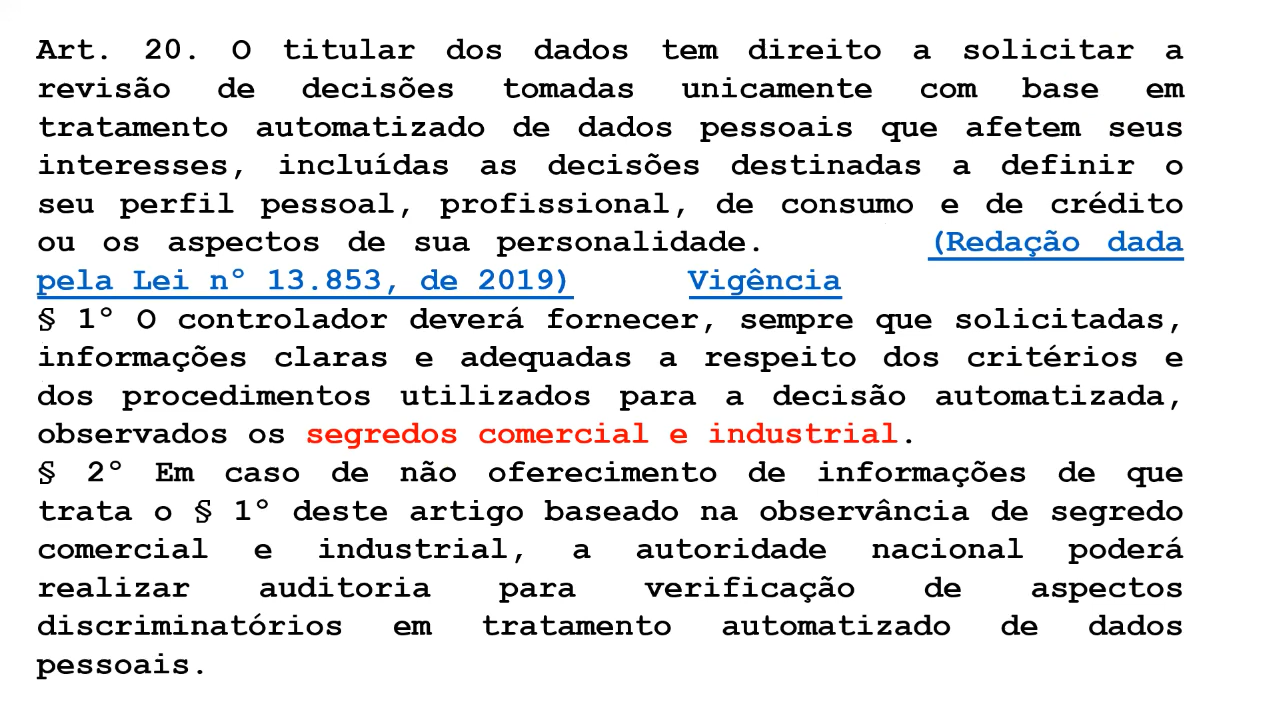 Art. 20. O titular dos dados tem direito a solicitar a
revisão de decisões tomadas unicamente com base em
tratamento automatizado de dados pessoais que afetem seus
interesses, incluídas as decisões destinadas a definir o
seu perfil pessoal, profissional, de consumo e de crédito
ou os aspectos de sua personalidade. (Redação dada
pela Lei nº 13.853, de 2019) Vigência
§ 1º O controlador deverá fornecer, sempre que solicitadas,
informações claras e adequadas a respeito dos critérios e
dos procedimentos utilizados para a decisão automatizada,
observados os segredos comercial e industrial.
§ 2º Em caso de não oferecimento de informações de que
trata o § 1º deste artigo baseado na observância de segredo
comercial e industrial, a autoridade nacional poderá
realizar auditoria para verificação de aspectos
discriminatórios em tratamento automatizado de dados
pessoais.